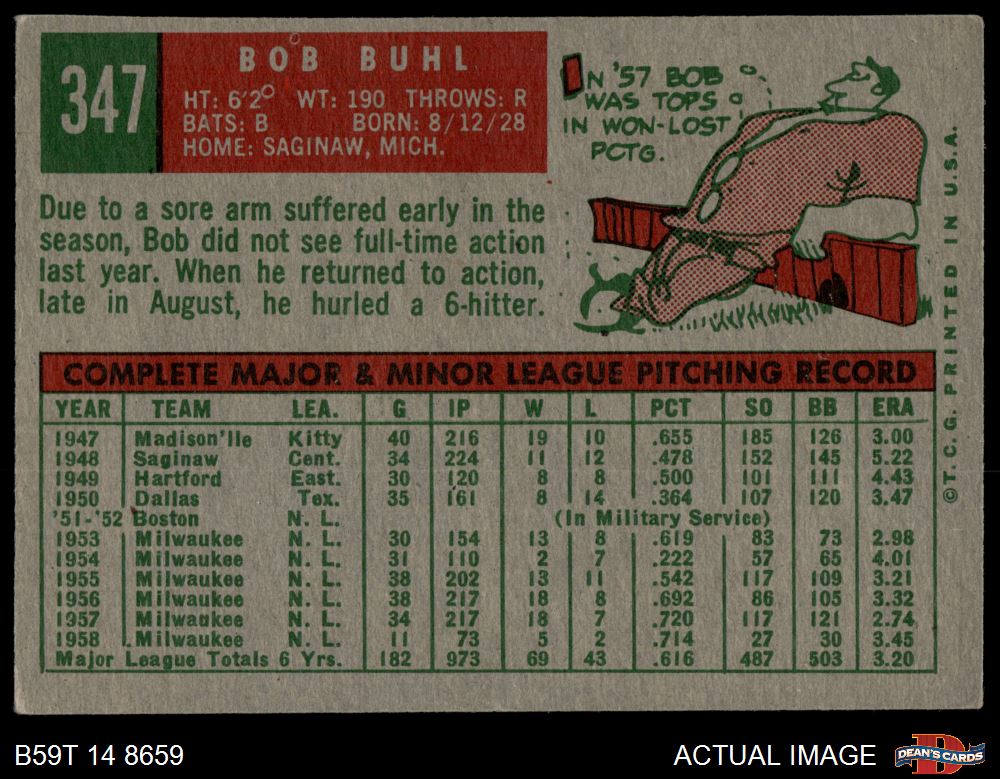 347
BOB BUHL
HT: 6'2" WT: 190 THROWS: R
BATS: B BORN: 8/12/28
HOME: SAGINAW, MICH.
IN '57 BOB
WAS TOPS
IN WON-LOST
PCTG.
Due to a sore arm suffered early in the
season, Bob did not see full-time action
last year. When he returned to action,
late in August, he hurled a 6-hitter.
©T.C.G. PRINTED IN U.S.A.
COMPLETE MAJOR & MINOR LEAGUE PITCHING RECORD
YEAR TEAM LEA. G IP W L PCT SO BB ERA
1947 Madison'lle Kitty 40 216 19 10 .655 185 126 3.00
1948 Saginaw Cent. 34 224 11 12 .478 152 145 5.22
1949 Hartford East. 30 120 8 8 .500 101 111 4.43
1950 Dallas Tex. 35 161 8 14 .364 107 120 3.47
'51-'52 Boston N. L. (In Military Service)
1953 Milwaukee N. L. 30 154 13 8 .619 83 73 2.98
1954 Milwaukee N. L. 31 110 2 7 .222 57 65 4.01
1955 Milwaukee N. L. 38 202 13 11 .542 117 109 3.21
1956 Milwaukee N. L. 38 217 18 8 .692 86 105 3.32
1957 Milwaukee N. L. 34 217 18 7 .720 117 121 2.74
1958 Milwaukee N. L. 11 73 5 2 .714 27 30 3.45
Major League Totals 6 Yrs. 182 973 69 43 .616 487 503 3.20
B59T 14 8659
ACTUAL IMAGE
DEAN'S CARDS